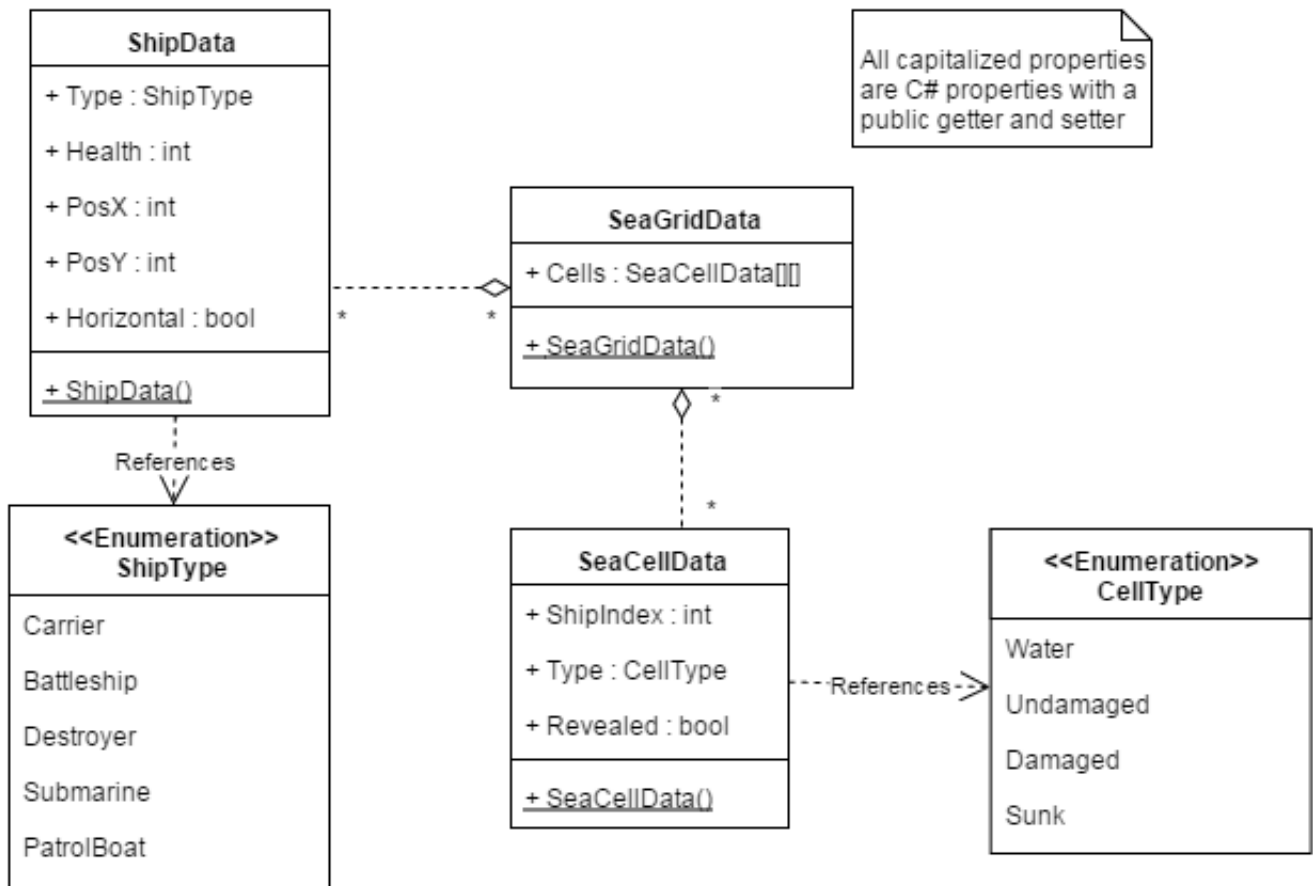 ShipData
+ Type : ShipType
+ Health : int
+ PosX : int
+ PosY : int
+ Horizontal : bool
+ ShipData()
All capitalized properties
are C# properties with a
public getter and setter
SeaGridData
+ Cells : SeaCellData[][]
+ SeaGridData()
*
*
*
*
References
<<Enumeration>>
ShipType
Carrier
Battleship
Destroyer
Submarine
PatrolBoat
SeaCellData
+ ShipIndex : int
+ Type : CellType
+ Revealed : bool
+ SeaCellData()
References
<<Enumeration>>
CellType
Water
Undamaged
Damaged
Sunk